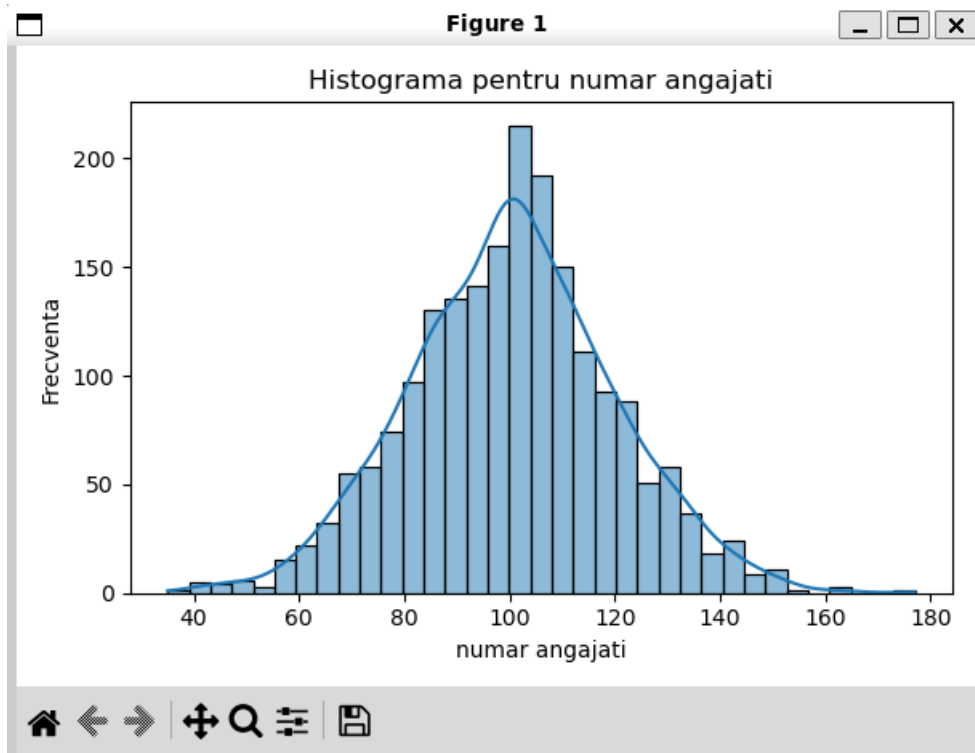 Figure 1
Histograma pentru numar angajati
Frecventa
200
150
100
50
0
40 60 80 100 120 140 160 180
numar angajati